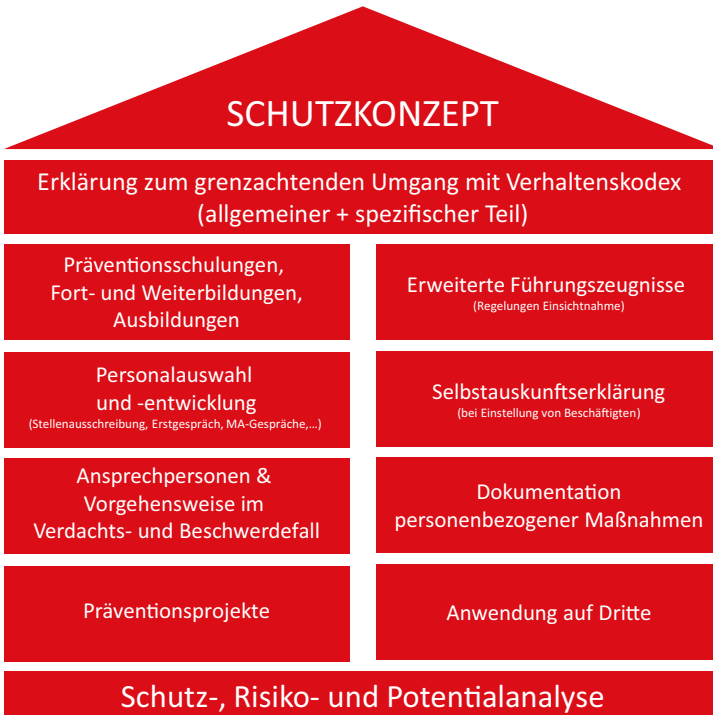 SCHUTZKONZEPT
Erklärung zum grenzachtenden Umgang mit Verhaltenskodex
(allgemeiner + spezifischer Teil)
Präventionsschulungen,
Fort- und Weiterbildungen,
Ausbildungen
Erweiterte Führungszeugnisse
(Regelungen Einsichtnahme)
Personalauswahl
und -entwicklung
(Stellenausschreibung, Erstgespräch, MA-Gespräche,...)
Selbstauskunftserklärung
(bei Einstellung von Beschäftigten)
Ansprechpersonen &
Vorgehensweise im
Verdachts- und Beschwerdefall
Dokumentation
personenbezogener Maßnahmen
Präventionsprojekte
Anwendung auf Dritte
Schutz-, Risiko- und Potentialanalyse